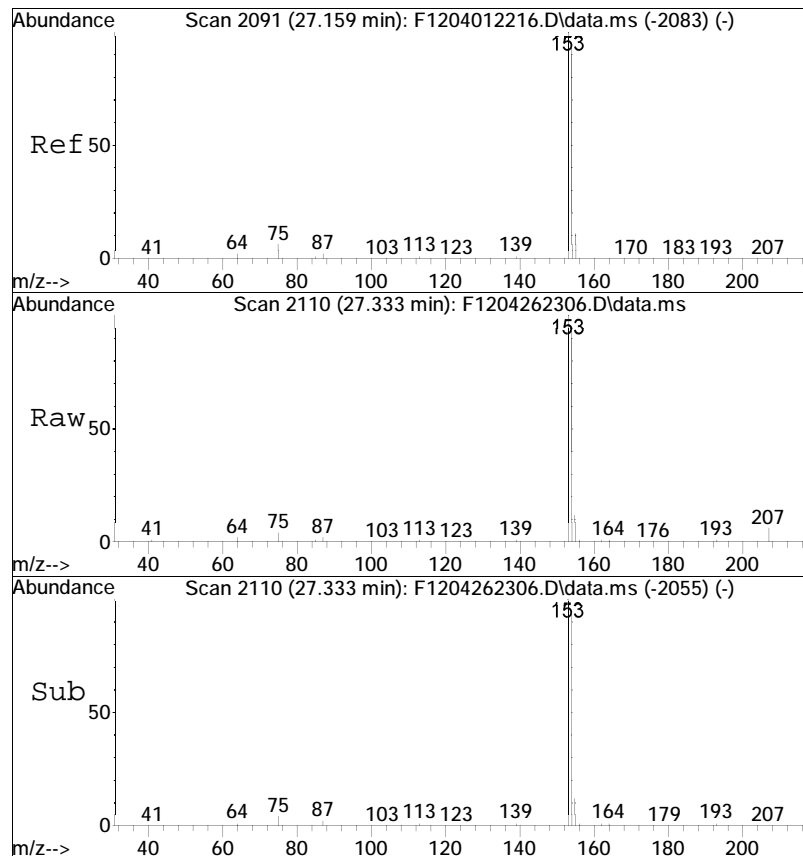 Abundance Scan 2091 (27.159 min): F1204012216.D\data.ms (-2083) (-)
153
Ref 50
75
41 64 87 103 113 123 139 170 183 193 207
0
m/z--> 40 60 80 100 120 140 160 180 200
Abundance Scan 2110 (27.333 min): F1204262306.D\data.ms
153
Raw 50
75
41 64 87 103 113 123 139 164 176 193 207
0
m/z--> 40 60 80 100 120 140 160 180 200
Abundance Scan 2110 (27.333 min): F1204262306.D\data.ms (-2055) (-)
153
Sub 50
75
41 64 87 103 113 123 139 164 179 193 207
0
m/z--> 40 60 80 100 120 140 160 180 200